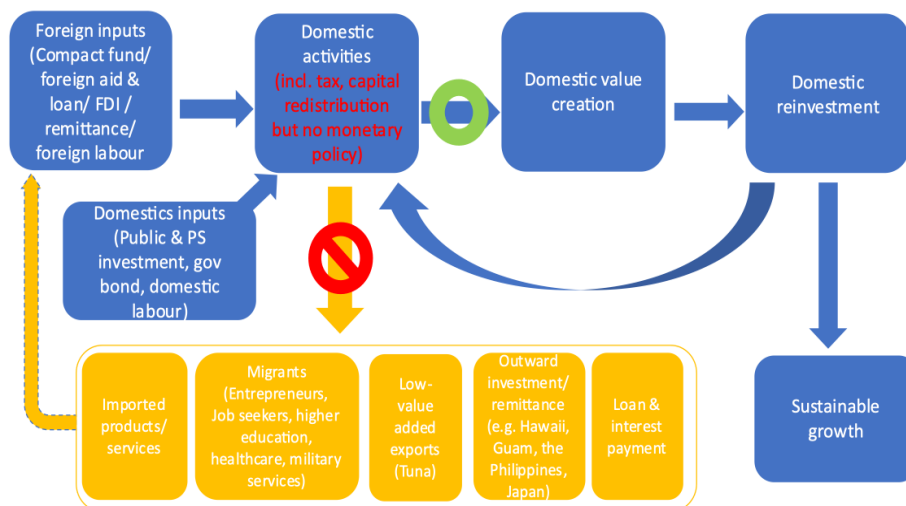 Foreign inputs
(Compact fund/
foreign aid &
loan/ FDI /
remittance/
foreign labour
Domestic
activities
(incl. tax, capital
redistribution
but no monetary
policy)
Domestic value
creation
Domestic
reinvestment
Domestics inputs
(Public & PS
investment, gov
bond, domestic
labour)
Imported
products/
services
Migrants
(Entrepreneurs,
Job seekers, higher
education,
healthcare, military
services)
Low-
value
added
exports
(Tuna)
Outward
investment/
remittance
(e.g. Hawaii,
Guam, the
Philippines,
Japan)
Loan &
interest
payment
Sustainable
growth